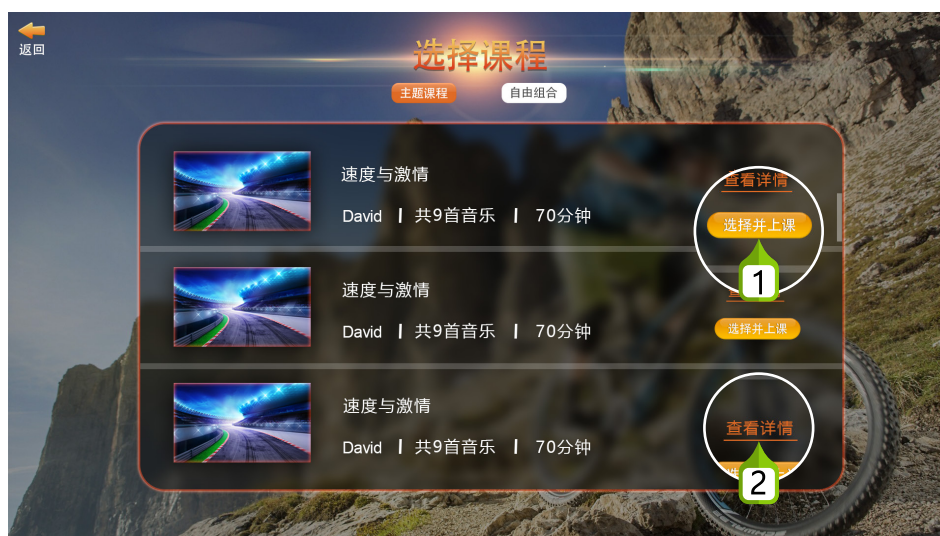 返回
选择课程
主题课程
自由组合
速度与激情
David | 共9首音乐 | 70分钟
查看详情
选择并上课
1
速度与激情
David | 共9首音乐 | 70分钟
选择并上课
速度与激情
David | 共9首音乐 | 70分钟
查看详情
2